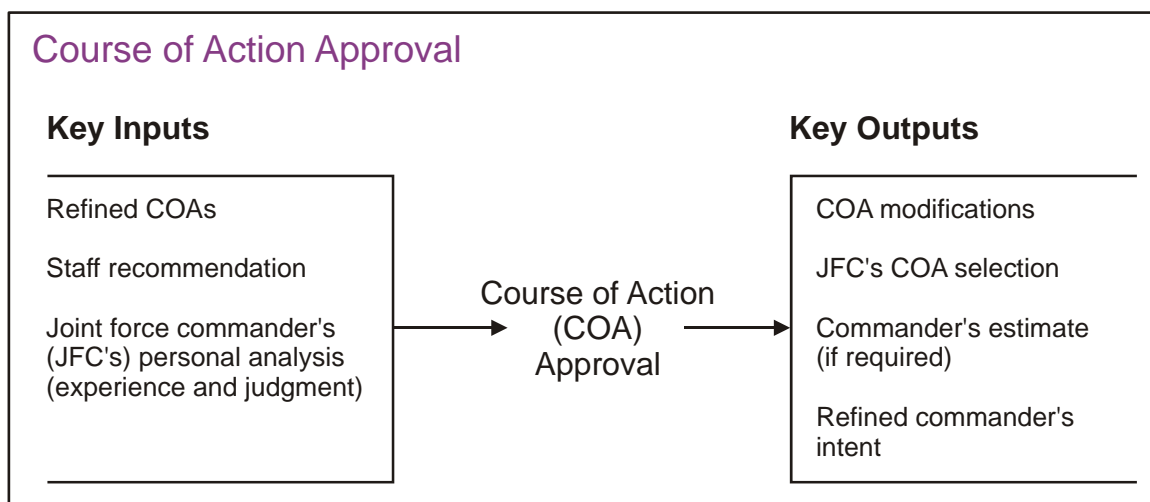 Course of Action Approval
Key Inputs
Refined COAs
Staff recommendation
Joint force commander's
(JFC's) personal analysis
(experience and judgment)
Course of Action
(COA)
Approval
Key Outputs
COA modifications
JFC's COA selection
Commander's estimate
(if required)
Refined commander's
intent